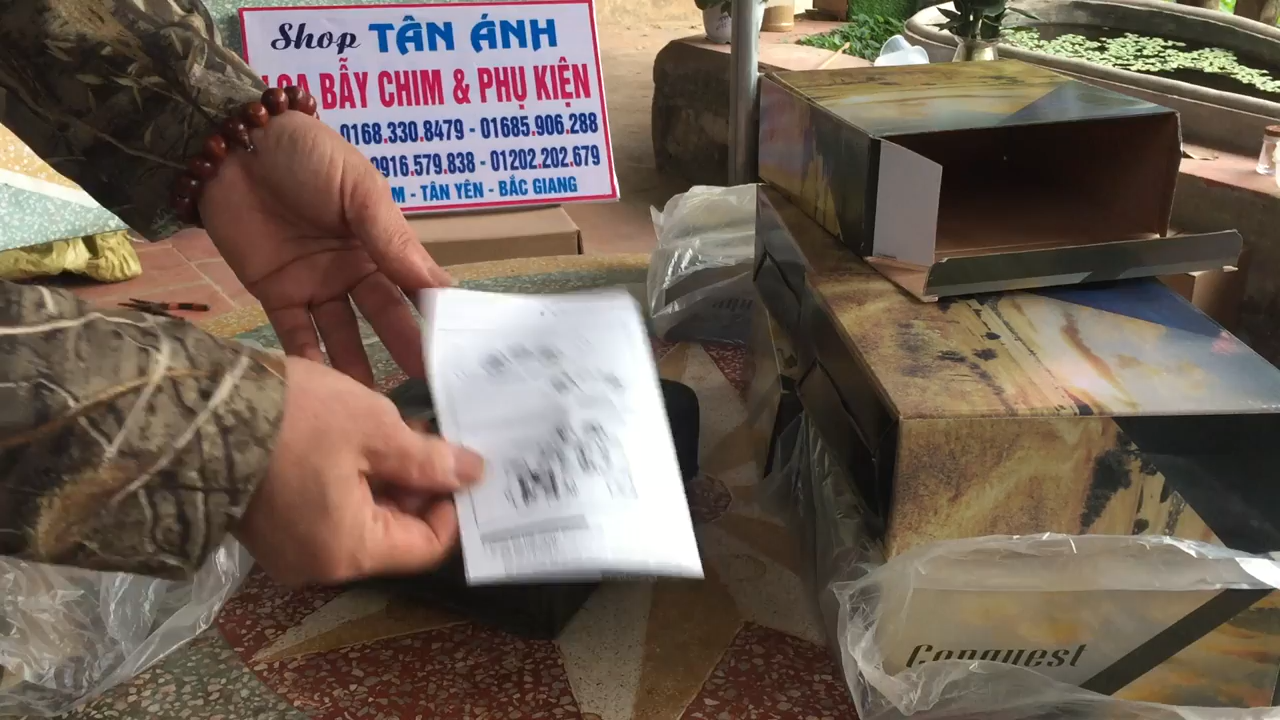 Shop TÂN ÁNH
LOA BẪY CHIM & PHỤ KIỆN
0168.330.8479 - 01685.906.288
0916.579.838 - 01202.202.679
- TÂN YÊN - BẮC GIANG
Conquest